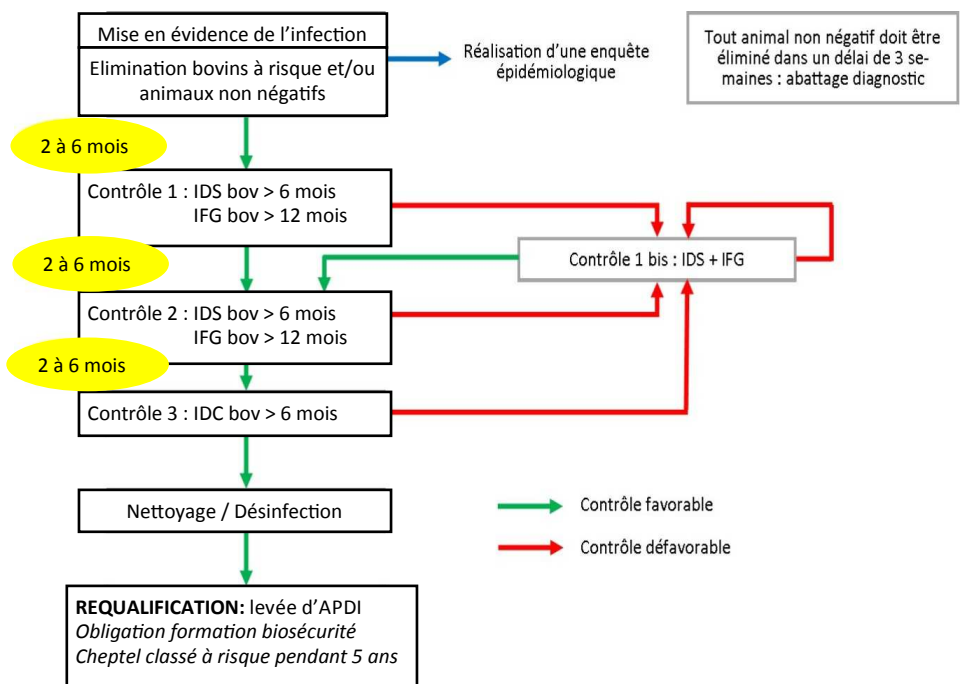 Mise en évidence de l'infection
Elimination bovins à risque et/ou
animaux non négatifs
Réalisation d'une enquête
épidémiologique
Tout animal non négatif doit être
éliminé dans un délai de 3 se-
maines : abattage diagnostic
2 à 6 mois
Contrôle 1 : IDS bov > 6 mois
IFG bov > 12 mois
2 à 6 mois
Contrôle 1 bis : IDS + IFG
Contrôle 2 : IDS bov > 6 mois
IFG bov > 12 mois
2 à 6 mois
Contrôle 3 : IDC bov > 6 mois
Nettoyage / Désinfection
Contrôle favorable
Contrôle défavorable
REQUALIFICATION: levée d'APDI
Obligation formation biosécurité
Cheptel classé à risque pendant 5 ans